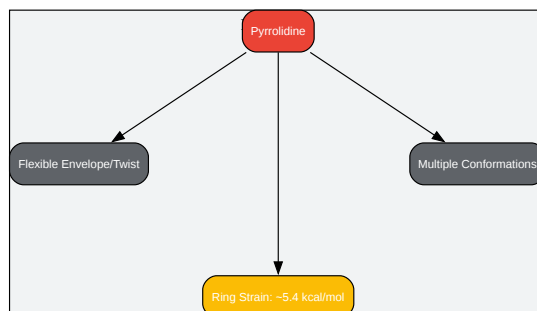 Pyrrolidine
Flexible Envelope/Twist
Multiple Conformations
Ring Strain: ~5.4 kcal/mol